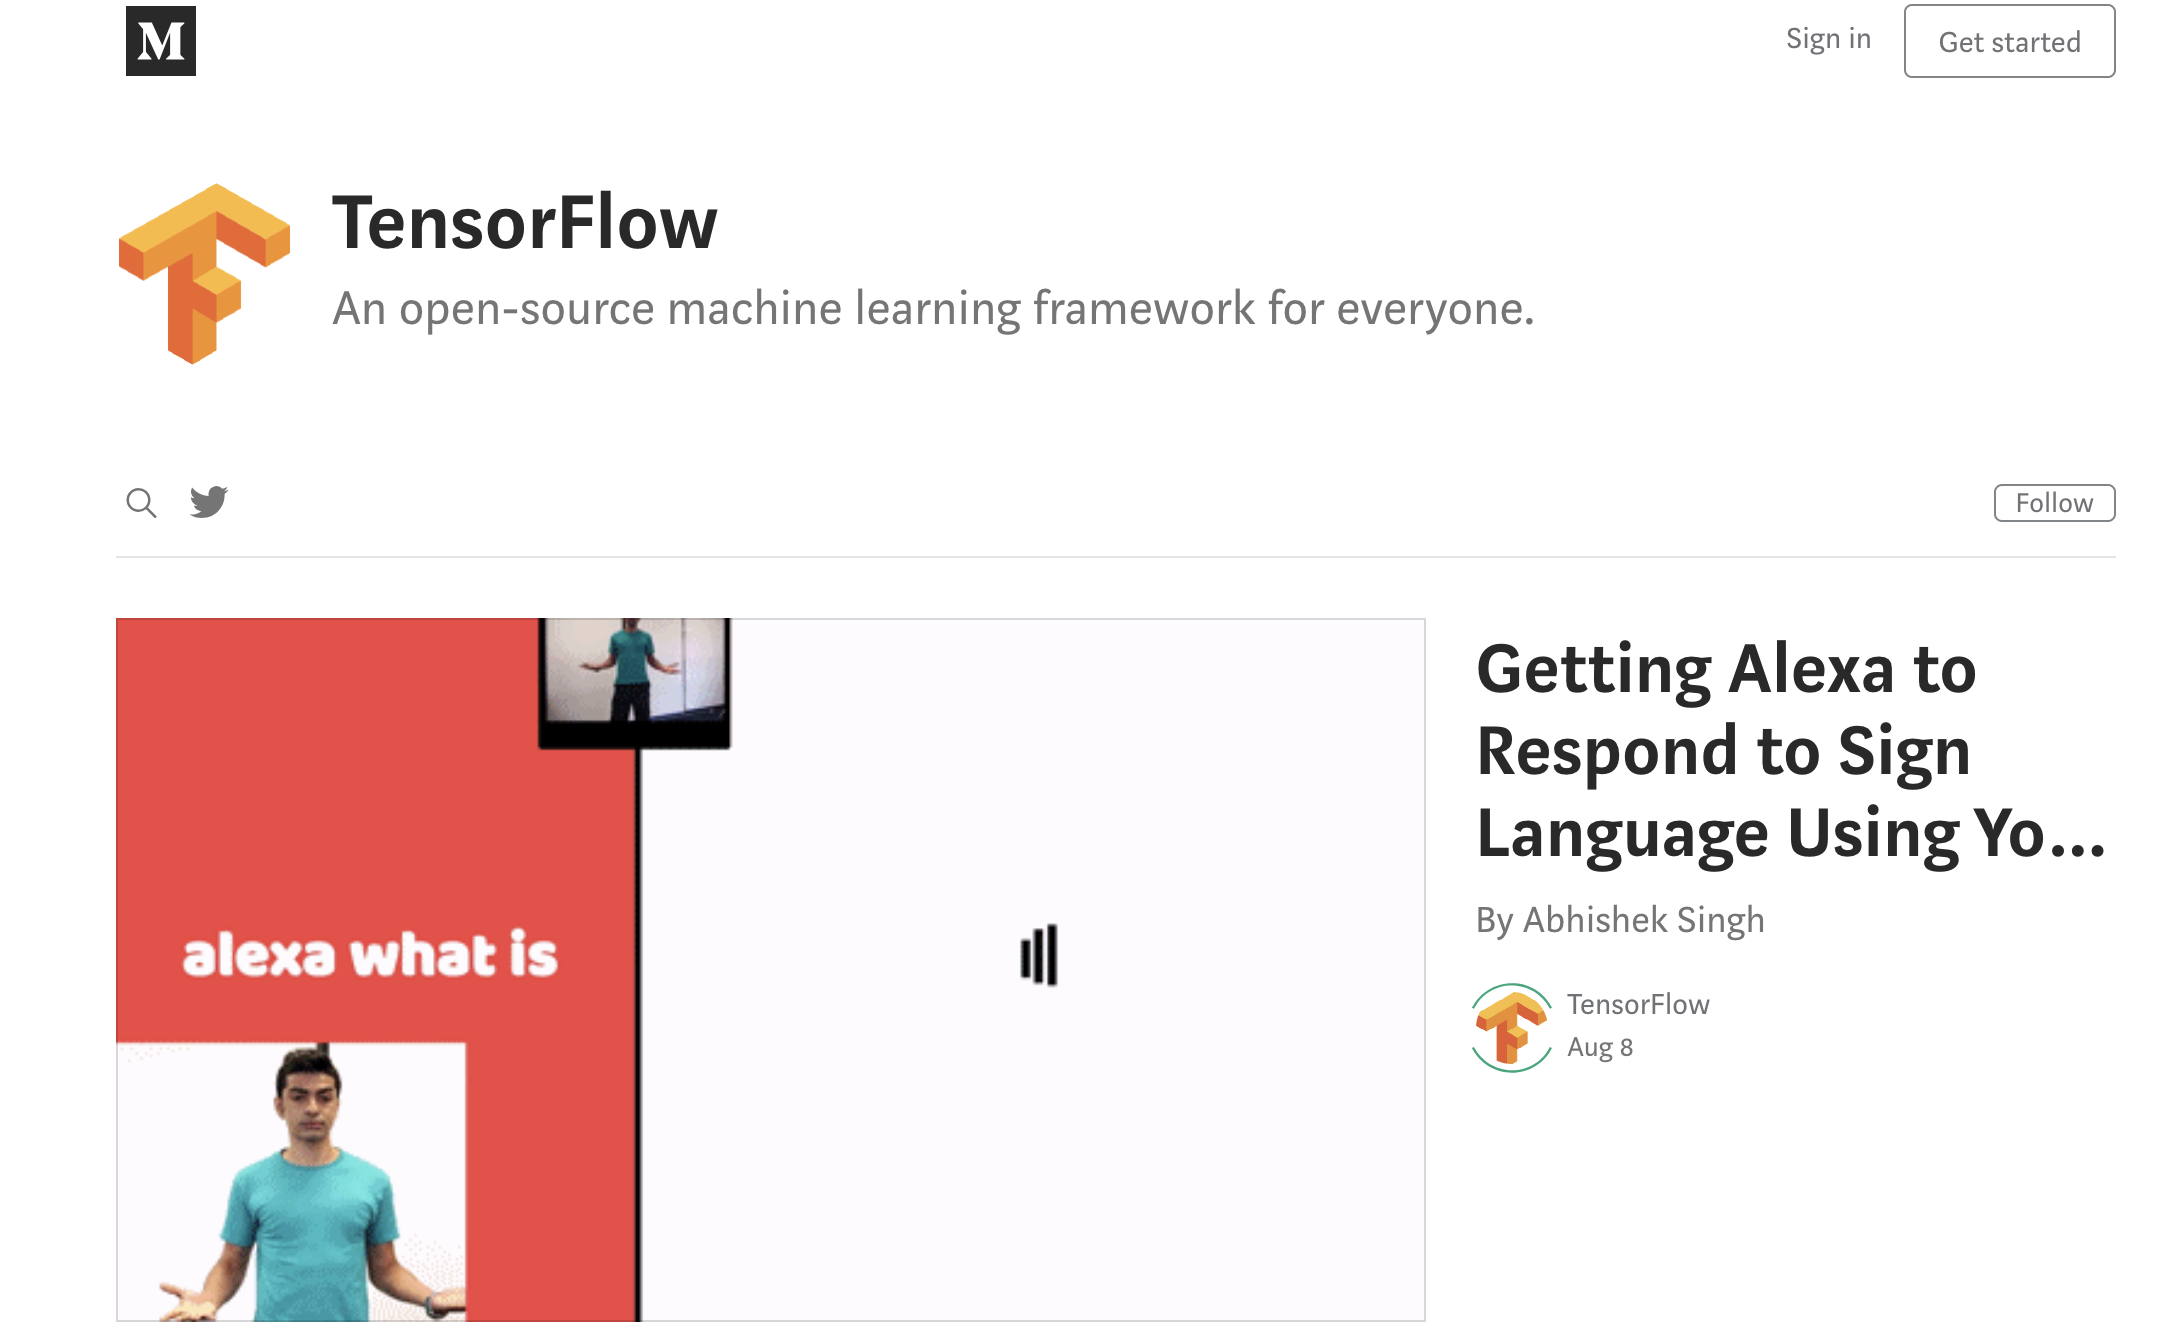 M
Sign in
Get started
TensorFlow
An open-source machine learning framework for everyone.
Follow
alexa what is
Getting Alexa to
Respond to Sign
Language Using Yo...
By Abhishek Singh
TensorFlow
Aug 8